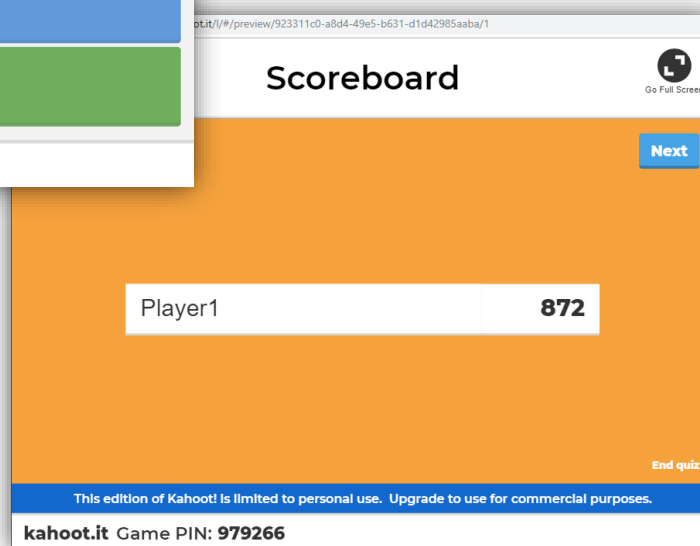 ot.it/l/#/preview/923311c0-a8d4-49e5-b631-d1d42985aaba/1
Scoreboard
Go Full Screen
Next
Player1 872
End quiz
This edition of Kahoot! is limited to personal use. Upgrade to use for commercial purposes.
kahoot.it Game PIN: 979266